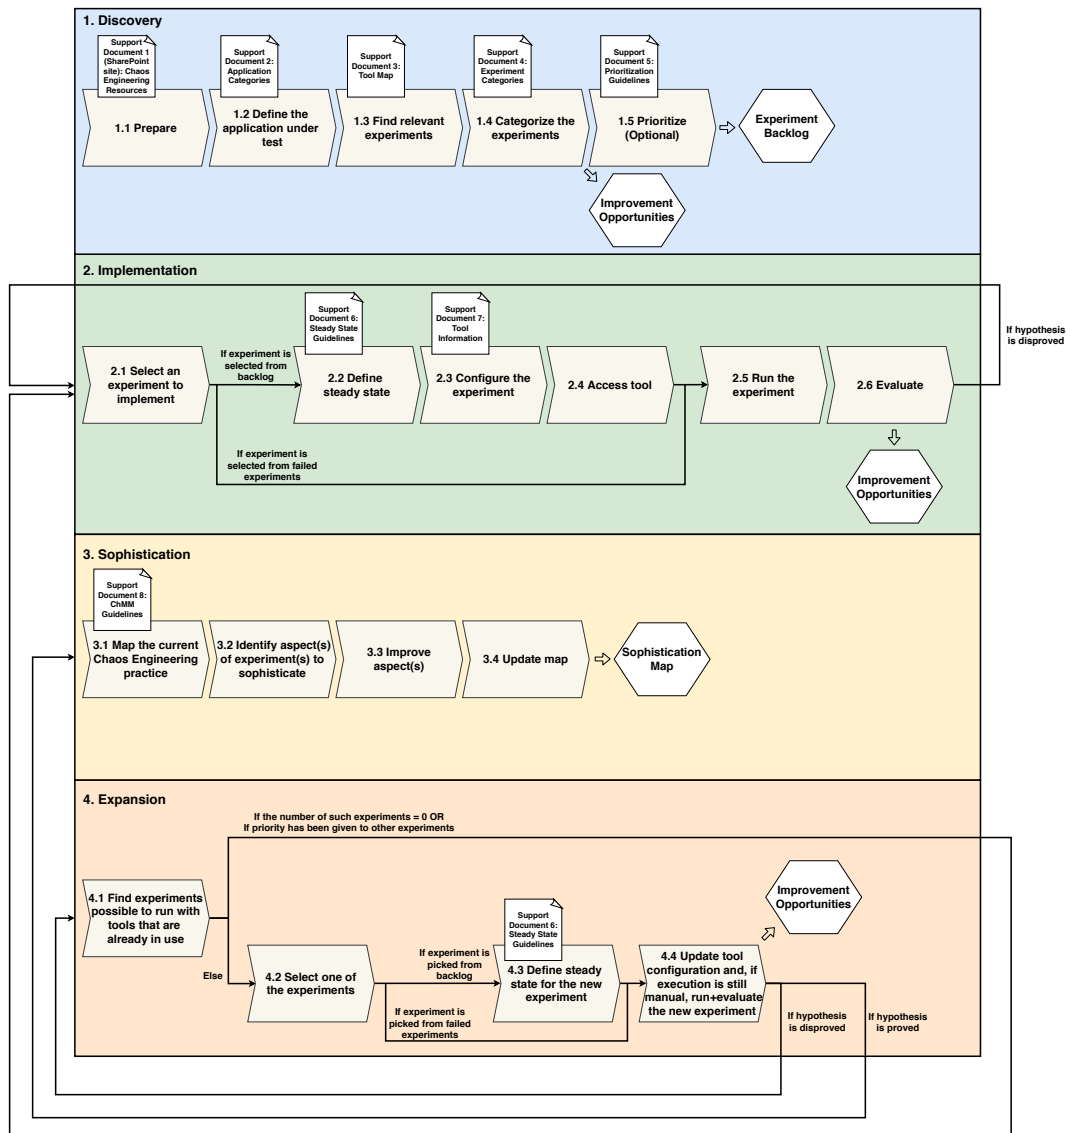 1. Discovery
Support
Document 1
(SharePoint
site): Chaos
Engineering
Resources
Support
Document 2:
Application
Categories
Support
Document 3:
Tool Map
Support
Document 4:
Experiment
Categories
Support
Document 5:
Prioritization
Guidelines
1.1 Prepare
1.2 Define the
application under
test
1.3 Find relevant
experiments
1.4 Categorize the
experiments
1.5 Prioritize
(Optional)
Experiment
Backlog
Improvement
Opportunities
2. Implementation
Support
Document 6:
Steady State
Guidelines
Support
Document 7:
Tool
Information
If hypothesis
is disproved
2.1 Select an
experiment to
implement
If experiment is
selected from
backlog
2.2 Define
steady state
2.3 Configure the
experiment
2.4 Access tool
2.5 Run the
experiment
2.6 Evaluate
If experiment is
selected from failed
experiments
Improvement
Opportunities
3. Sophistication
Support
Document 8:
ChMM
Guidelines
3.1 Map the current
Chaos Engineering
practice
3.2 Identify aspect(s)
of experiment(s) to
sophisticate
3.3 Improve
aspect(s)
3.4 Update map
Sophistication
Map
4. Expansion
If the number of such experiments = 0 OR
If priority has been given to other experiments
4.1 Find experiments
possible to run with
tools that are
already in use
Improvement
Opportunities
Support
Document 6:
Steady State
Guidelines
Else
4.2 Select one of
the experiments
If experiment is
picked from
backlog
4.3 Define steady
state for the new
experiment
4.4 Update tool
configuration and, if
execution is still
manual, run+evaluate
the new experiment
If experiment is
picked from failed
experiments
If hypothesis
is disproved
If hypothesis
is proved